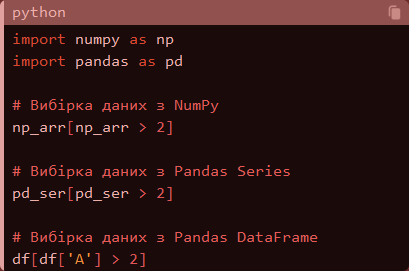 python
import numpy as np
import pandas as pd
# Вибірка даних з NumPy
np_arr[np_arr > 2]
# Вибірка даних з Pandas Series
pd_ser[pd_ser > 2]
# Вибірка даних з Pandas DataFrame
df[df['A'] > 2]